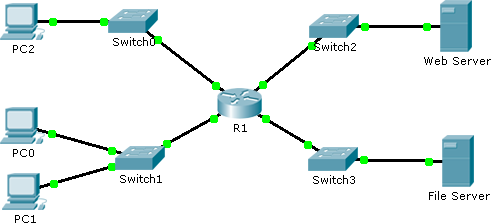 PC2
Switch0
Switch2
Web Server
PC0
R1
Switch1
Switch3
PC1
File Server